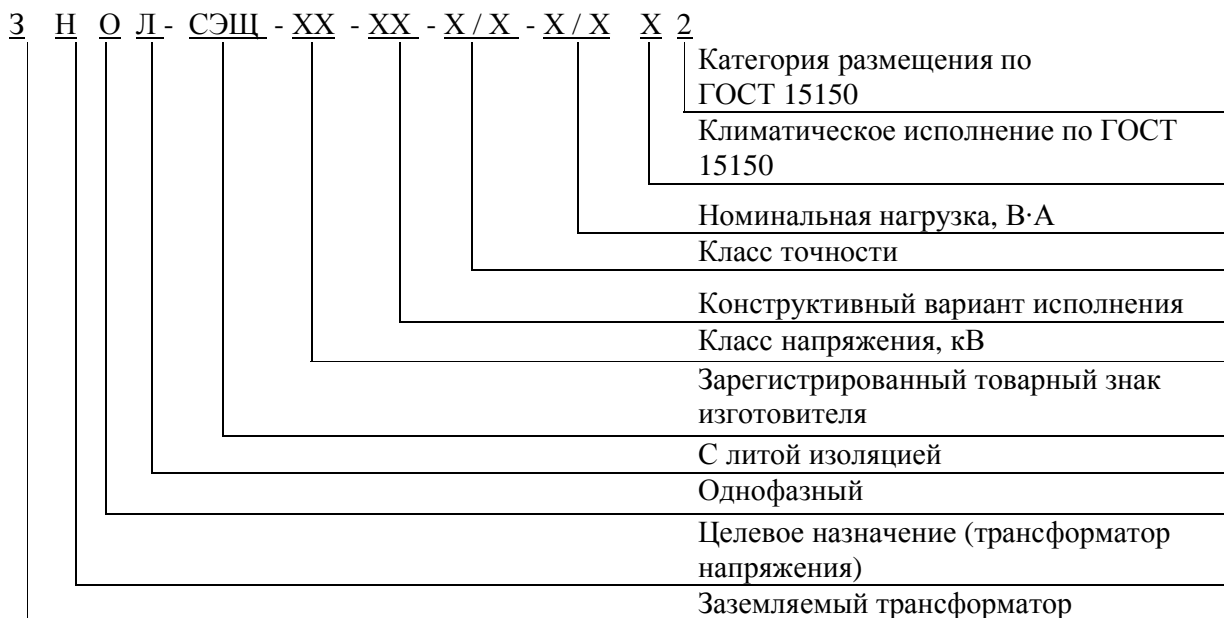 З Н О Л - СЭЩ - ХХ - ХХ - Х / Х - Х / Х Х 2
Категория размещения по
ГОСТ 15150
Климатическое исполнение по ГОСТ
15150
Номинальная нагрузка, В·А
Класс точности
Конструктивный вариант исполнения
Класс напряжения, кВ
Зарегистрированный товарный знак
изготовителя
С литой изоляцией
Однофазный
Целевое назначение (трансформатор
напряжения)
Заземляемый трансформатор